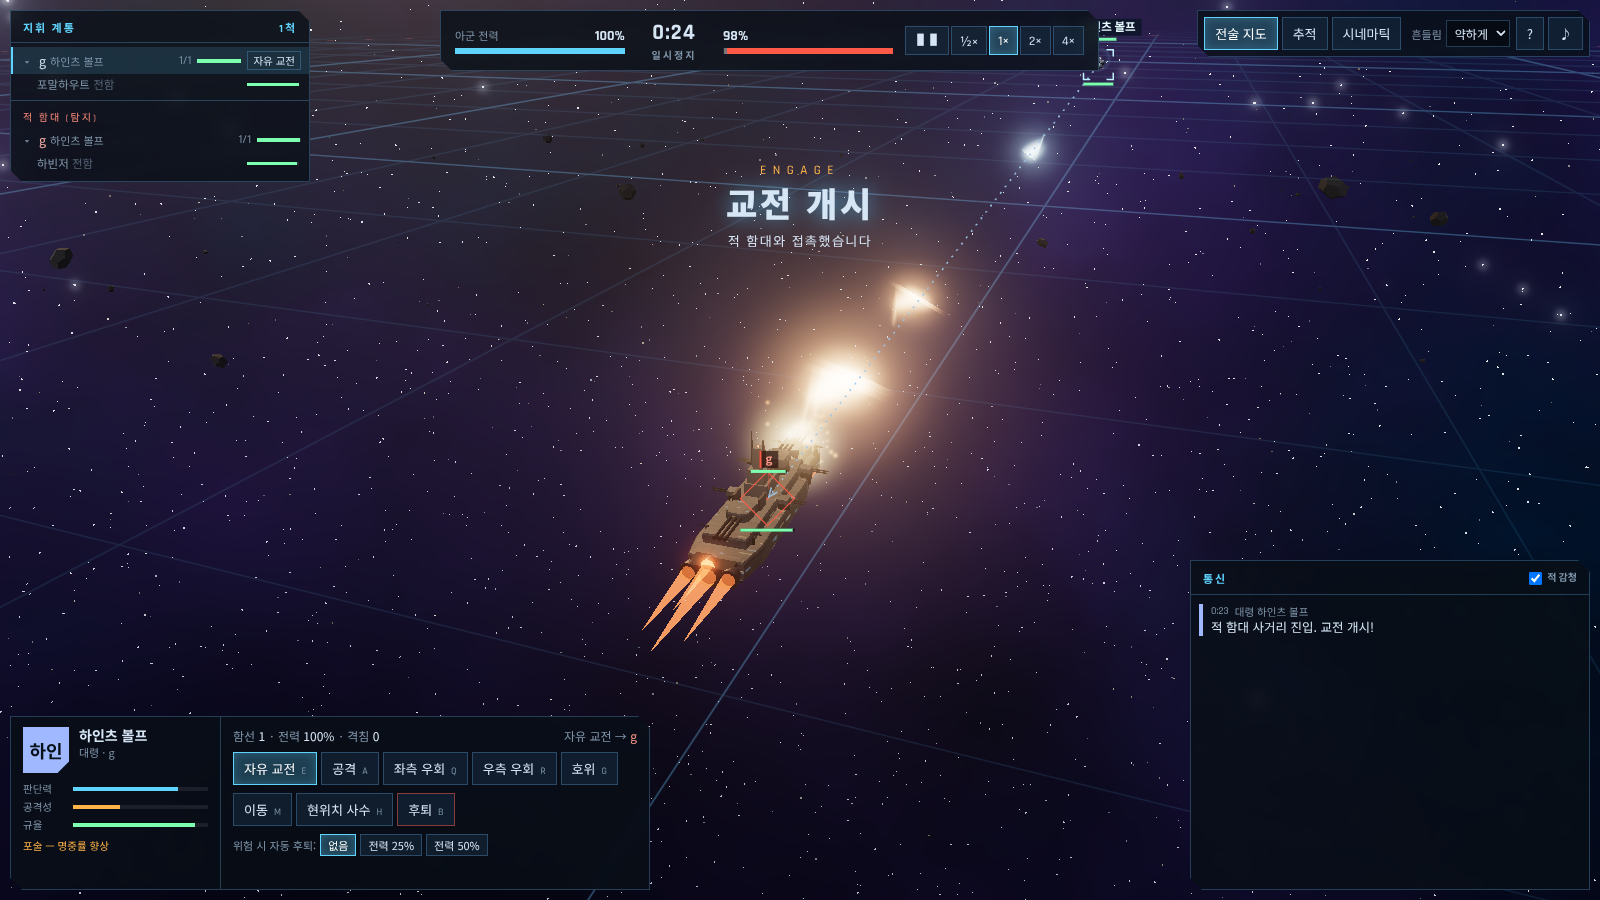 지휘 계통 1척
g 하인츠 볼프 1/1 자유 교전
포말하우트 전함
적 함대 (탐지)
g 하인츠 볼프 1/1
하빈저 전함
아군 전력 100% 0:24 98%
일시정지
½× 1× 2× 4×
츠 볼프
전술 지도 추적 시네마틱 흔들림 약하게 ? ♪
ENGAGE
교전 개시
적 함대와 접촉했습니다
g
통신 적 감청
0:23 대령 하인츠 볼프
적 함대 사거리 진입. 교전 개시!
하인 하인츠 볼프
대령 · g
판단력
공격성
규율
포술 — 명중률 향상
함선 1 · 전력 100% · 격침 0 자유 교전 → g
자유 교전 E 공격 A 좌측 우회 Q 우측 우회 R 호위 G
이동 M 현위치 사수 H 후퇴 B
위험 시 자동 후퇴: 없음 전력 25% 전력 50%